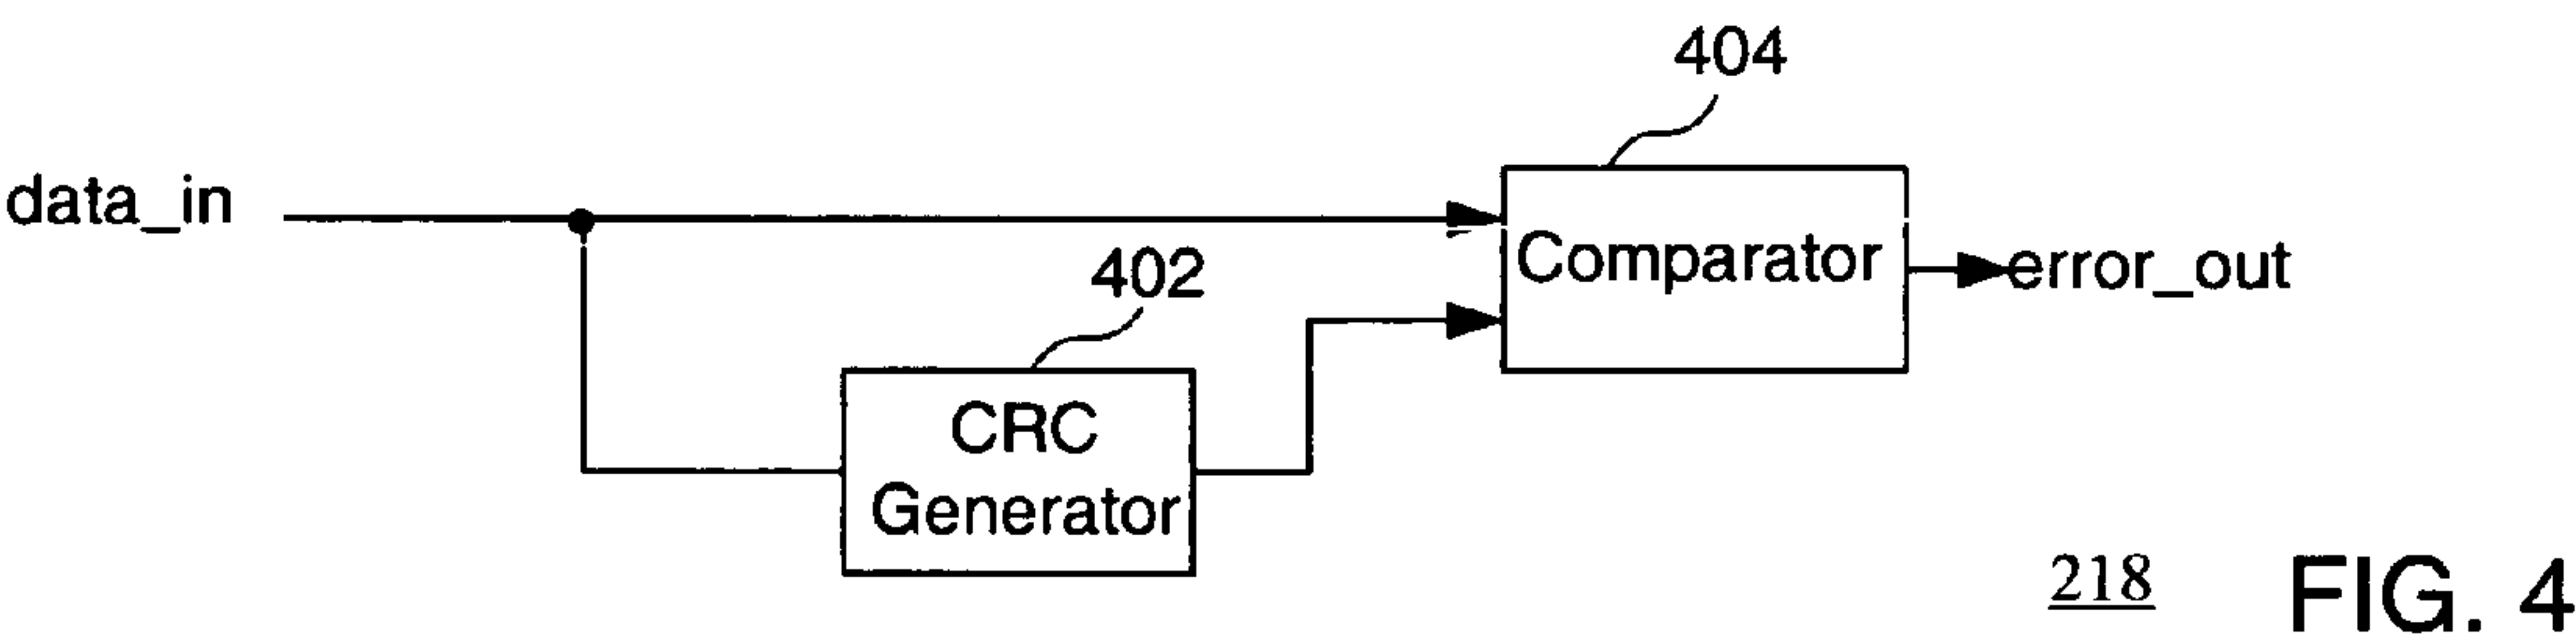 404
data_in
Comparator
error_out
402
CRC
Generator
218
FIG. 4